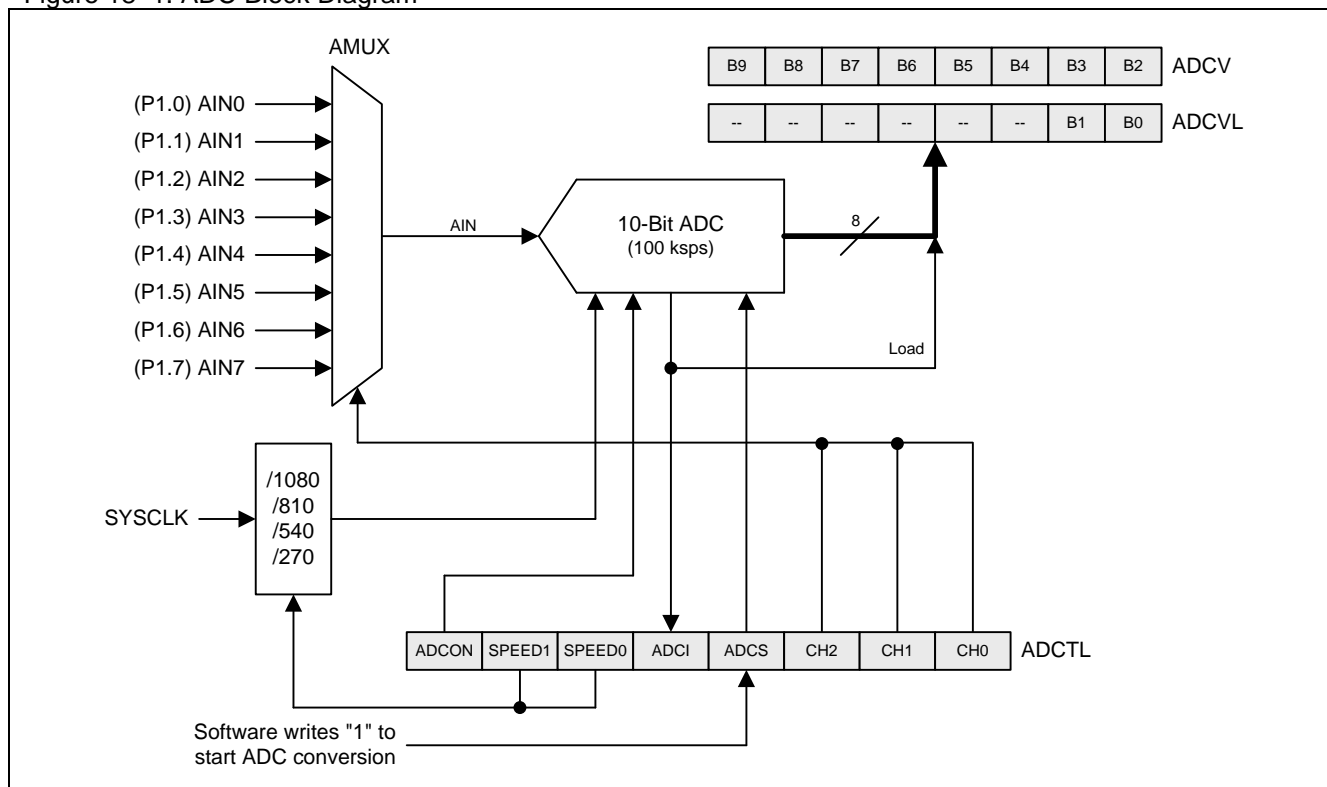 Figure 18-1. ADC Block Diagram
AMUX
B9 B8 B7 B6 B5 B4 B3 B2 ADCV
-- -- -- -- -- -- B1 B0 ADCVL
(P1.0) AIN0
(P1.1) AIN1
(P1.2) AIN2
(P1.3) AIN3
(P1.4) AIN4
(P1.5) AIN5
(P1.6) AIN6
(P1.7) AIN7
AIN
10-Bit ADC
(100 ksps)
8
Load
SYSCLK
/1080
/810
/540
/270
ADCON SPEED1 SPEED0 ADCI ADCS CH2 CH1 CH0 ADCTL
Software writes "1" to
start ADC conversion